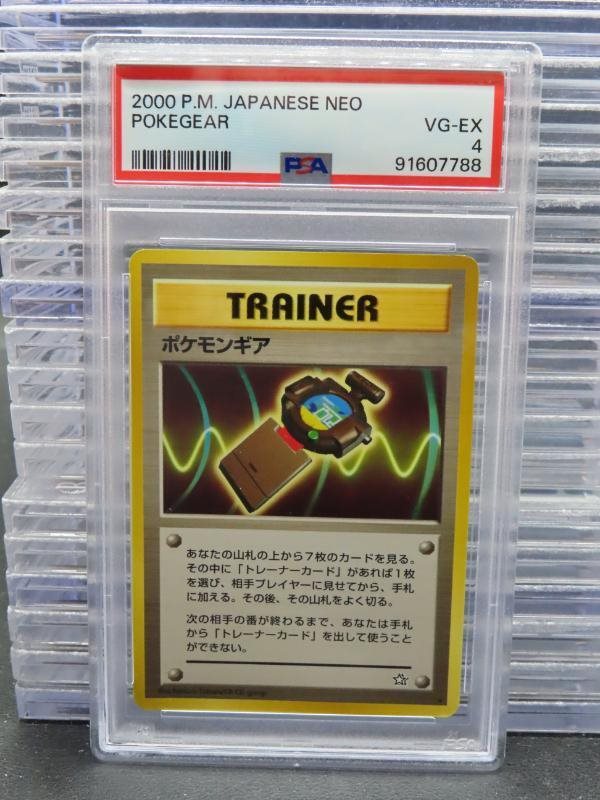 2000 P.M. JAPANESE NEO
POKEGEAR
VG-EX
4
PSA
91607788
TRAINER
ポケモンギア
あなたの山札の上から7枚のカードを見る。
その中に「トレーナーカード」があれば1枚
を選び、相手プレイヤーに見せてから、手札
に加える。その後、その山札をよく切る。
次の相手の番が終わるまで、あなたは手札
から「トレーナーカード」を出して使うこと
ができない。